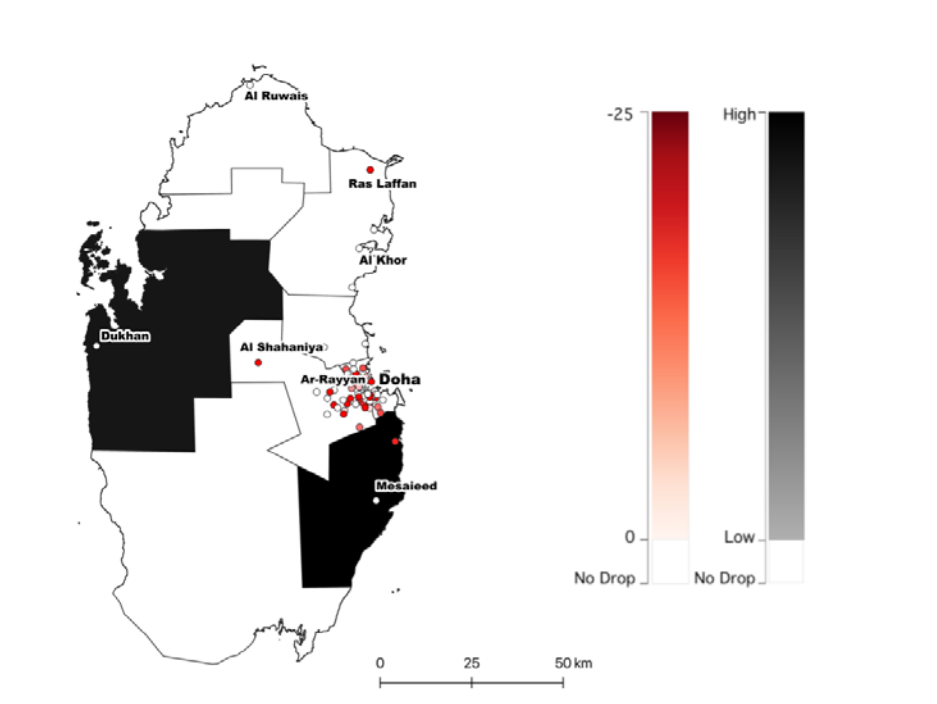 Al Ruwais
Ras Laffan
Al Khor
Dukhan
Al Shahaniya
Ar-Rayyan
Doha
Mesaieed
-25
High
0
Low
No Drop
No Drop
0
25
50 km